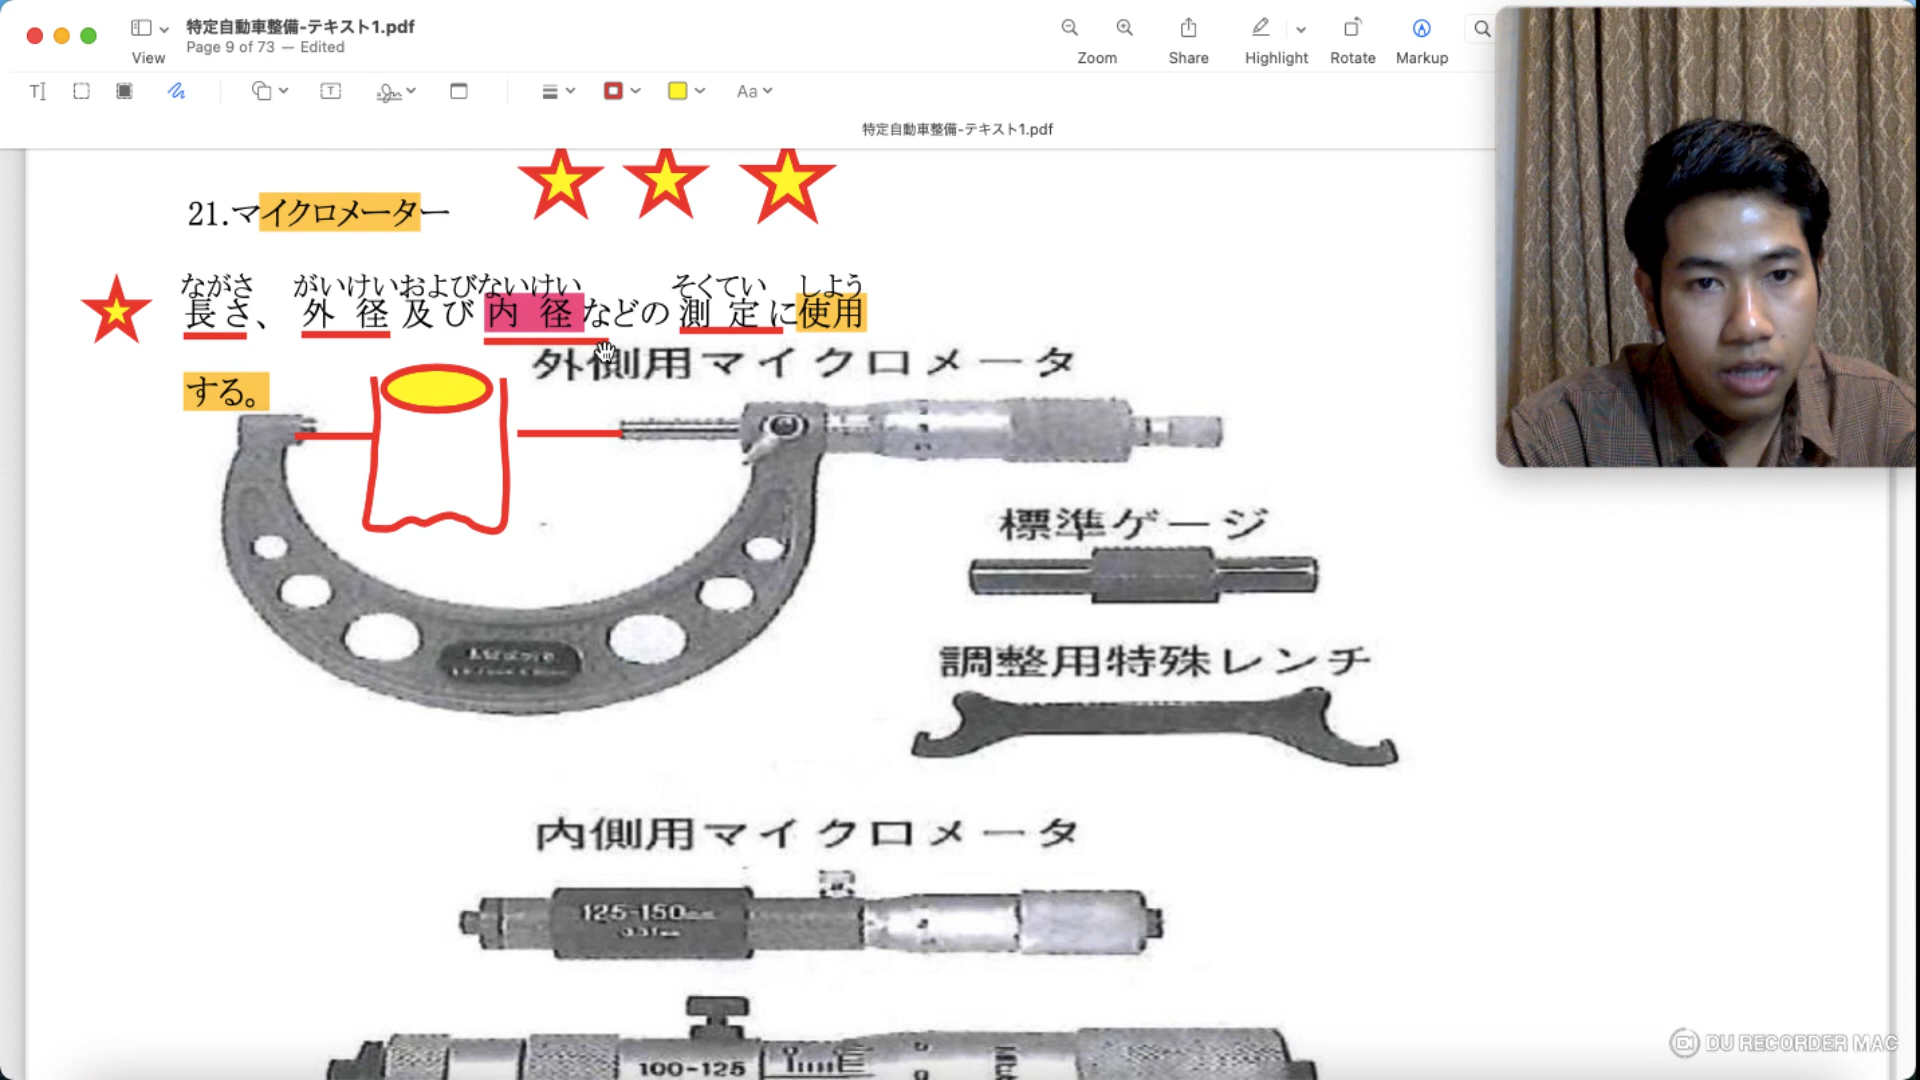 特定自動車整備-テキスト1.pdf
Page 9 of 73 — Edited
View
Zoom
Share
Highlight
Rotate
Markup
Aa
特定自動車整備-テキスト1.pdf
21.マイクロメーター
ながさ がいけいおよびないけい そくてい しよう
長さ、外径及び内径などの測定に使用
する。
外側用マイクロメータ
標準ゲージ
調整用特殊レンチ
内側用マイクロメータ
125-150mm
100-125
DU RECORDER MAC